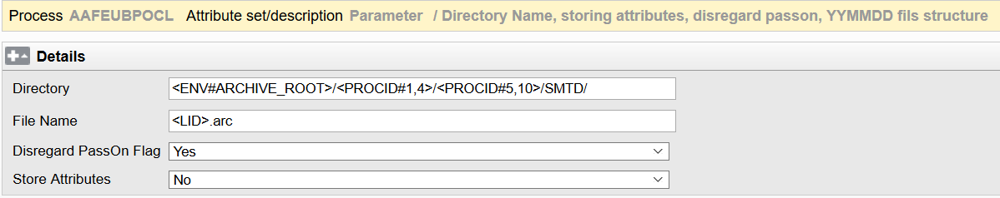 Process AAFEUBPOCL Attribute set/description Parameter / Directory Name, storing attributes, disregard passon, YYMMDD fils structure
Details
Directory <ENV#ARCHIVE_ROOT>/<PROCID#1,4>/<PROCID#5,10>/SMTD/
File Name <LID>.arc
Disregard PassOn Flag Yes
Store Attributes No